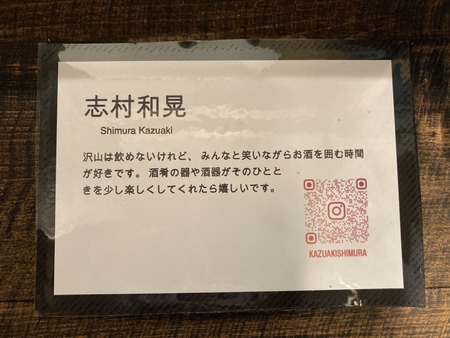 志村和晃
Shimura Kazuaki
沢山は飲めないけれど、みんなと笑いながらお酒を囲む時間
が好きです。酒肴の器や酒器がそのひとと
きを少し楽しくしてくれたら嬉しいです。
KAZUAKISHIMURA